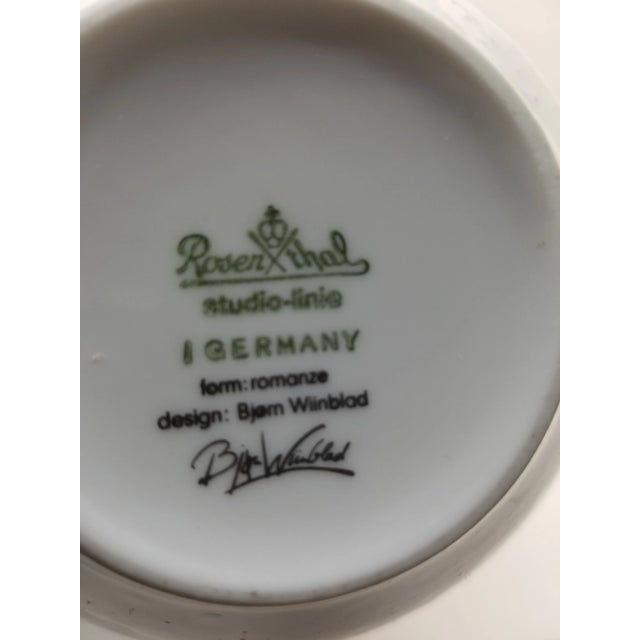 Rosenthal
studio-linie
GERMANY
form: romanze
design: Bjørn Wiinblad
Bjørn Wiinblad